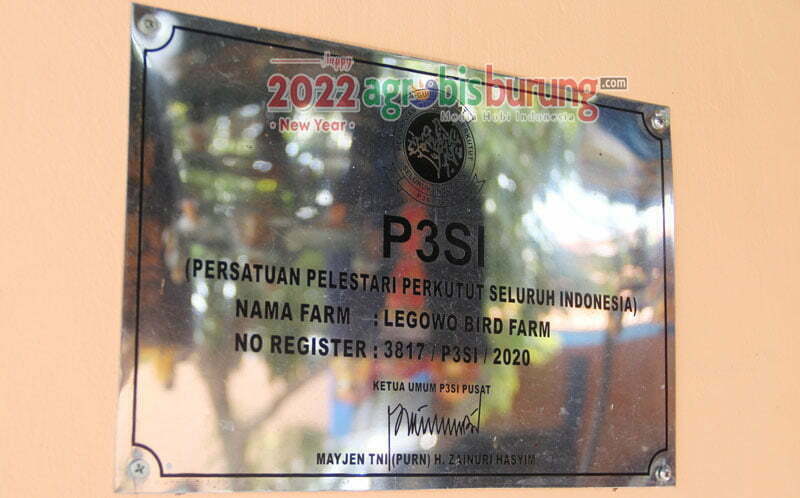 Happy
2022
New Year
agrobisburung.com
Media Hobi Indonesia
P3SI
(PERSATUAN PELESTARI PERKUTUT SELURUH INDONESIA)
NAMA FARM : LEGOWO BIRD FARM
NO REGISTER : 3817 / P3SI / 2020
KETUA UMUM P3SI PUSAT
MAYJEN TNI (PURN) H. ZAINURI HASYIM